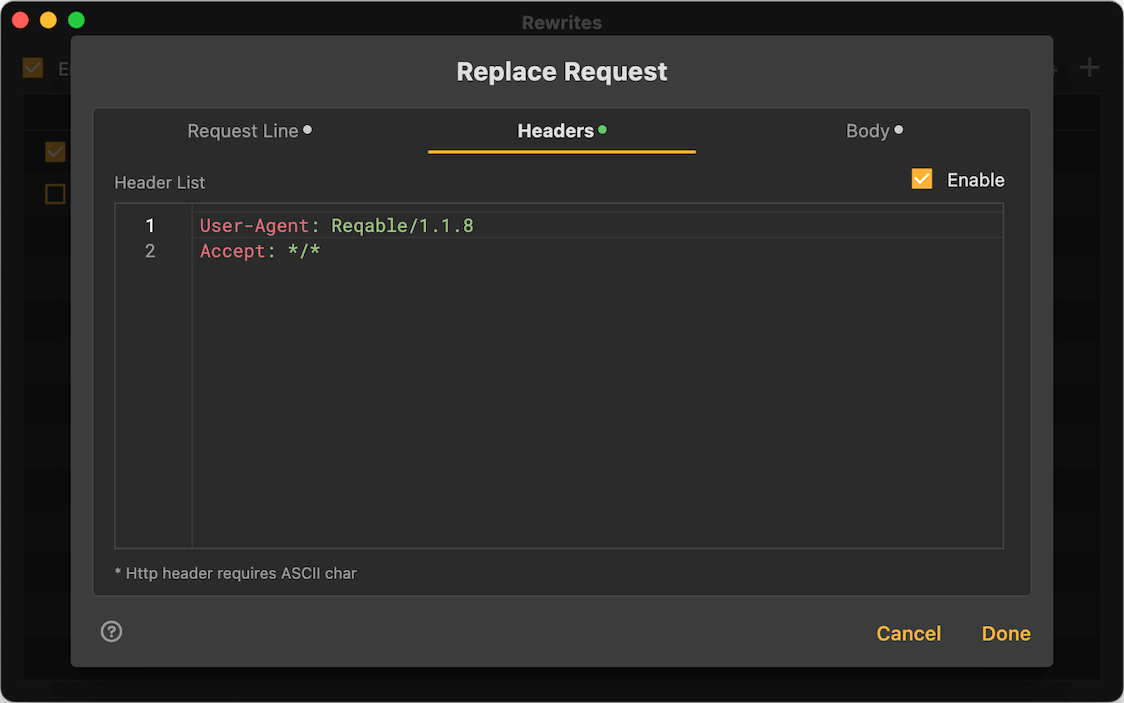 Rewrites
Replace Request
Request Line
Headers
Body
Header List
Enable
1 User-Agent: Reqable/1.1.8
2 Accept: */*
* Http header requires ASCII char
?
Cancel
Done